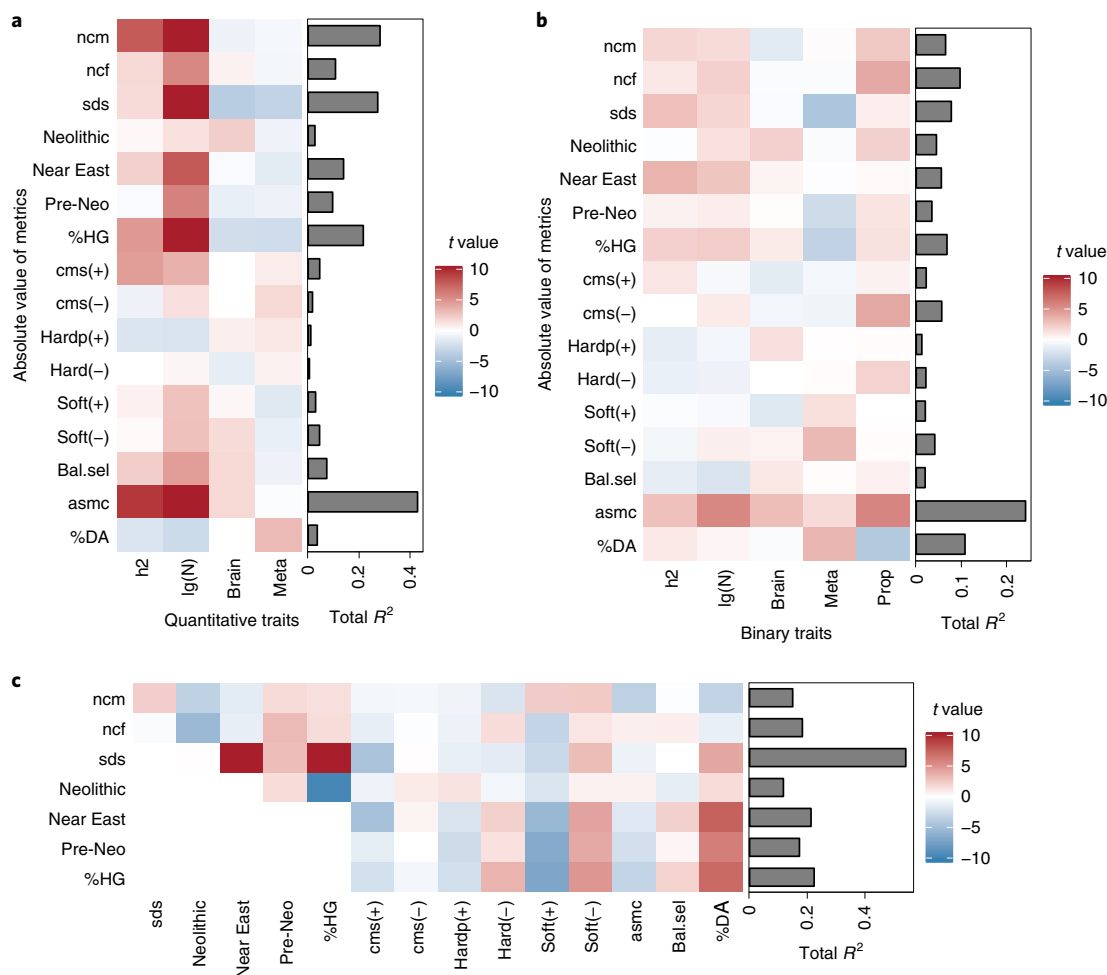 a
ncm
ncf
sds
Neolithic
Near East
Pre-Neo
%HG
cms(+)
cms(−)
Hardp(+)
Hard(−)
Soft(+)
Soft(−)
Bal.sel
asmc
%DA
Absolute value of metrics
h2
lg(N)
Brain
Meta
Quantitative traits
0
0.2
0.4
Total R²
t value
10
5
0
−5
−10
b
ncm
ncf
sds
Neolithic
Near East
Pre-Neo
%HG
cms(+)
cms(−)
Hardp(+)
Hard(−)
Soft(+)
Soft(−)
Bal.sel
asmc
%DA
Absolute value of metrics
h2
lg(N)
Brain
Meta
Prop
Binary traits
0
0.1
0.2
Total R²
t value
10
5
0
−5
−10
c
ncm
ncf
sds
Neolithic
Near East
Pre-Neo
%HG
sds
Neolithic
Near East
Pre-Neo
%HG
cms(+)
cms(−)
Hardp(+)
Hard(−)
Soft(+)
Soft(−)
asmc
Bal.sel
%DA
0
0.2
0.4
Total R²
t value
10
5
0
−5
−10